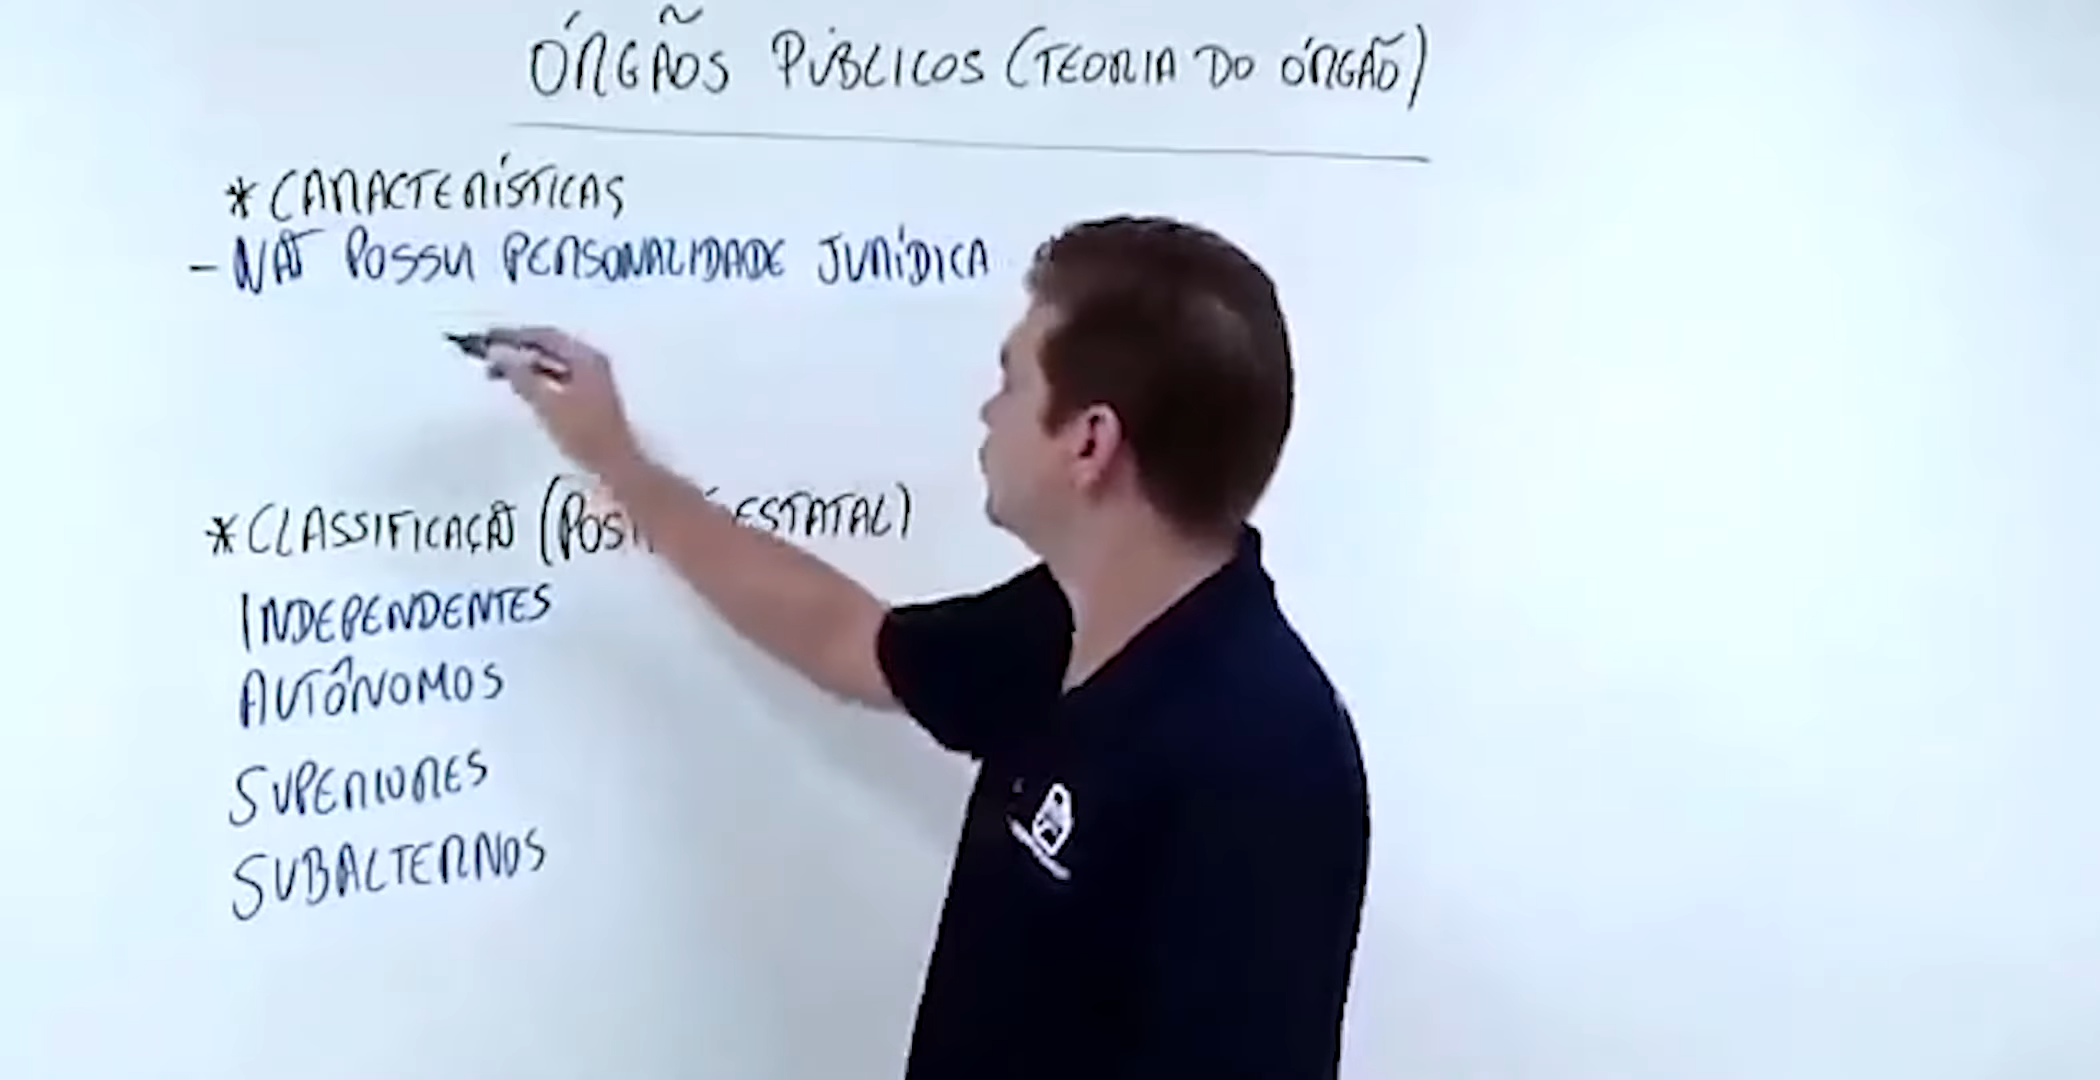 ÓRGÃOS PÚBLICOS (TEORIA DO ÓRGÃO)
* CARACTERÍSTICAS
- NÃO POSSUI PERSONALIDADE JURÍDICA
* CLASSIFICAÇÃO (POSI ESTATAL)
INDEPENDENTES
AUTÔNOMOS
SUPERIORES
SUBALTERNOS